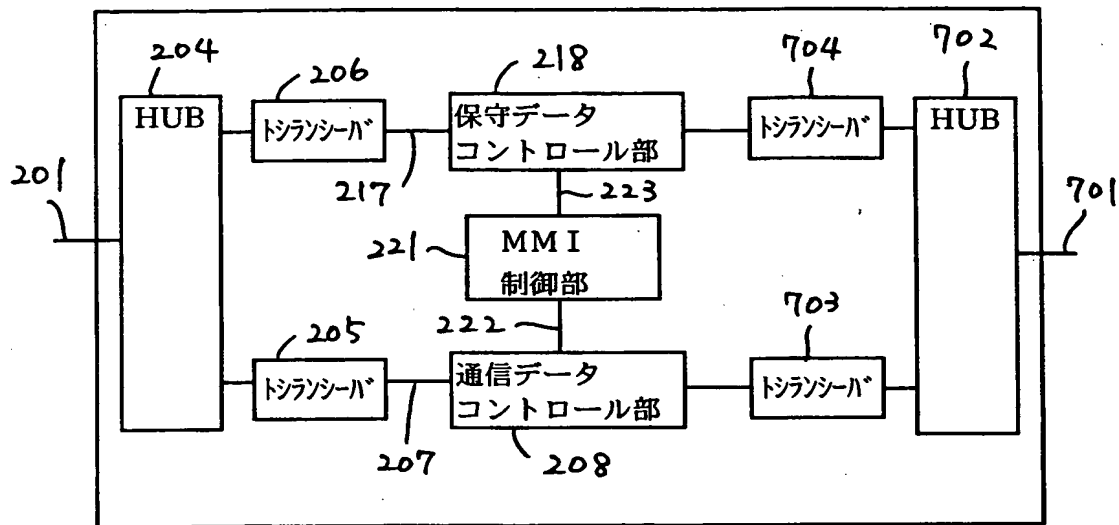 204
HUB
206
トシランシーバ
218
保守データ
コントロール部
704
トシランシーバ
702
HUB
201
217
223
701
221
MMI
制御部
222
205
トシランシーバ
207
通信データ
コントロール部
208
703
トシランシーバ